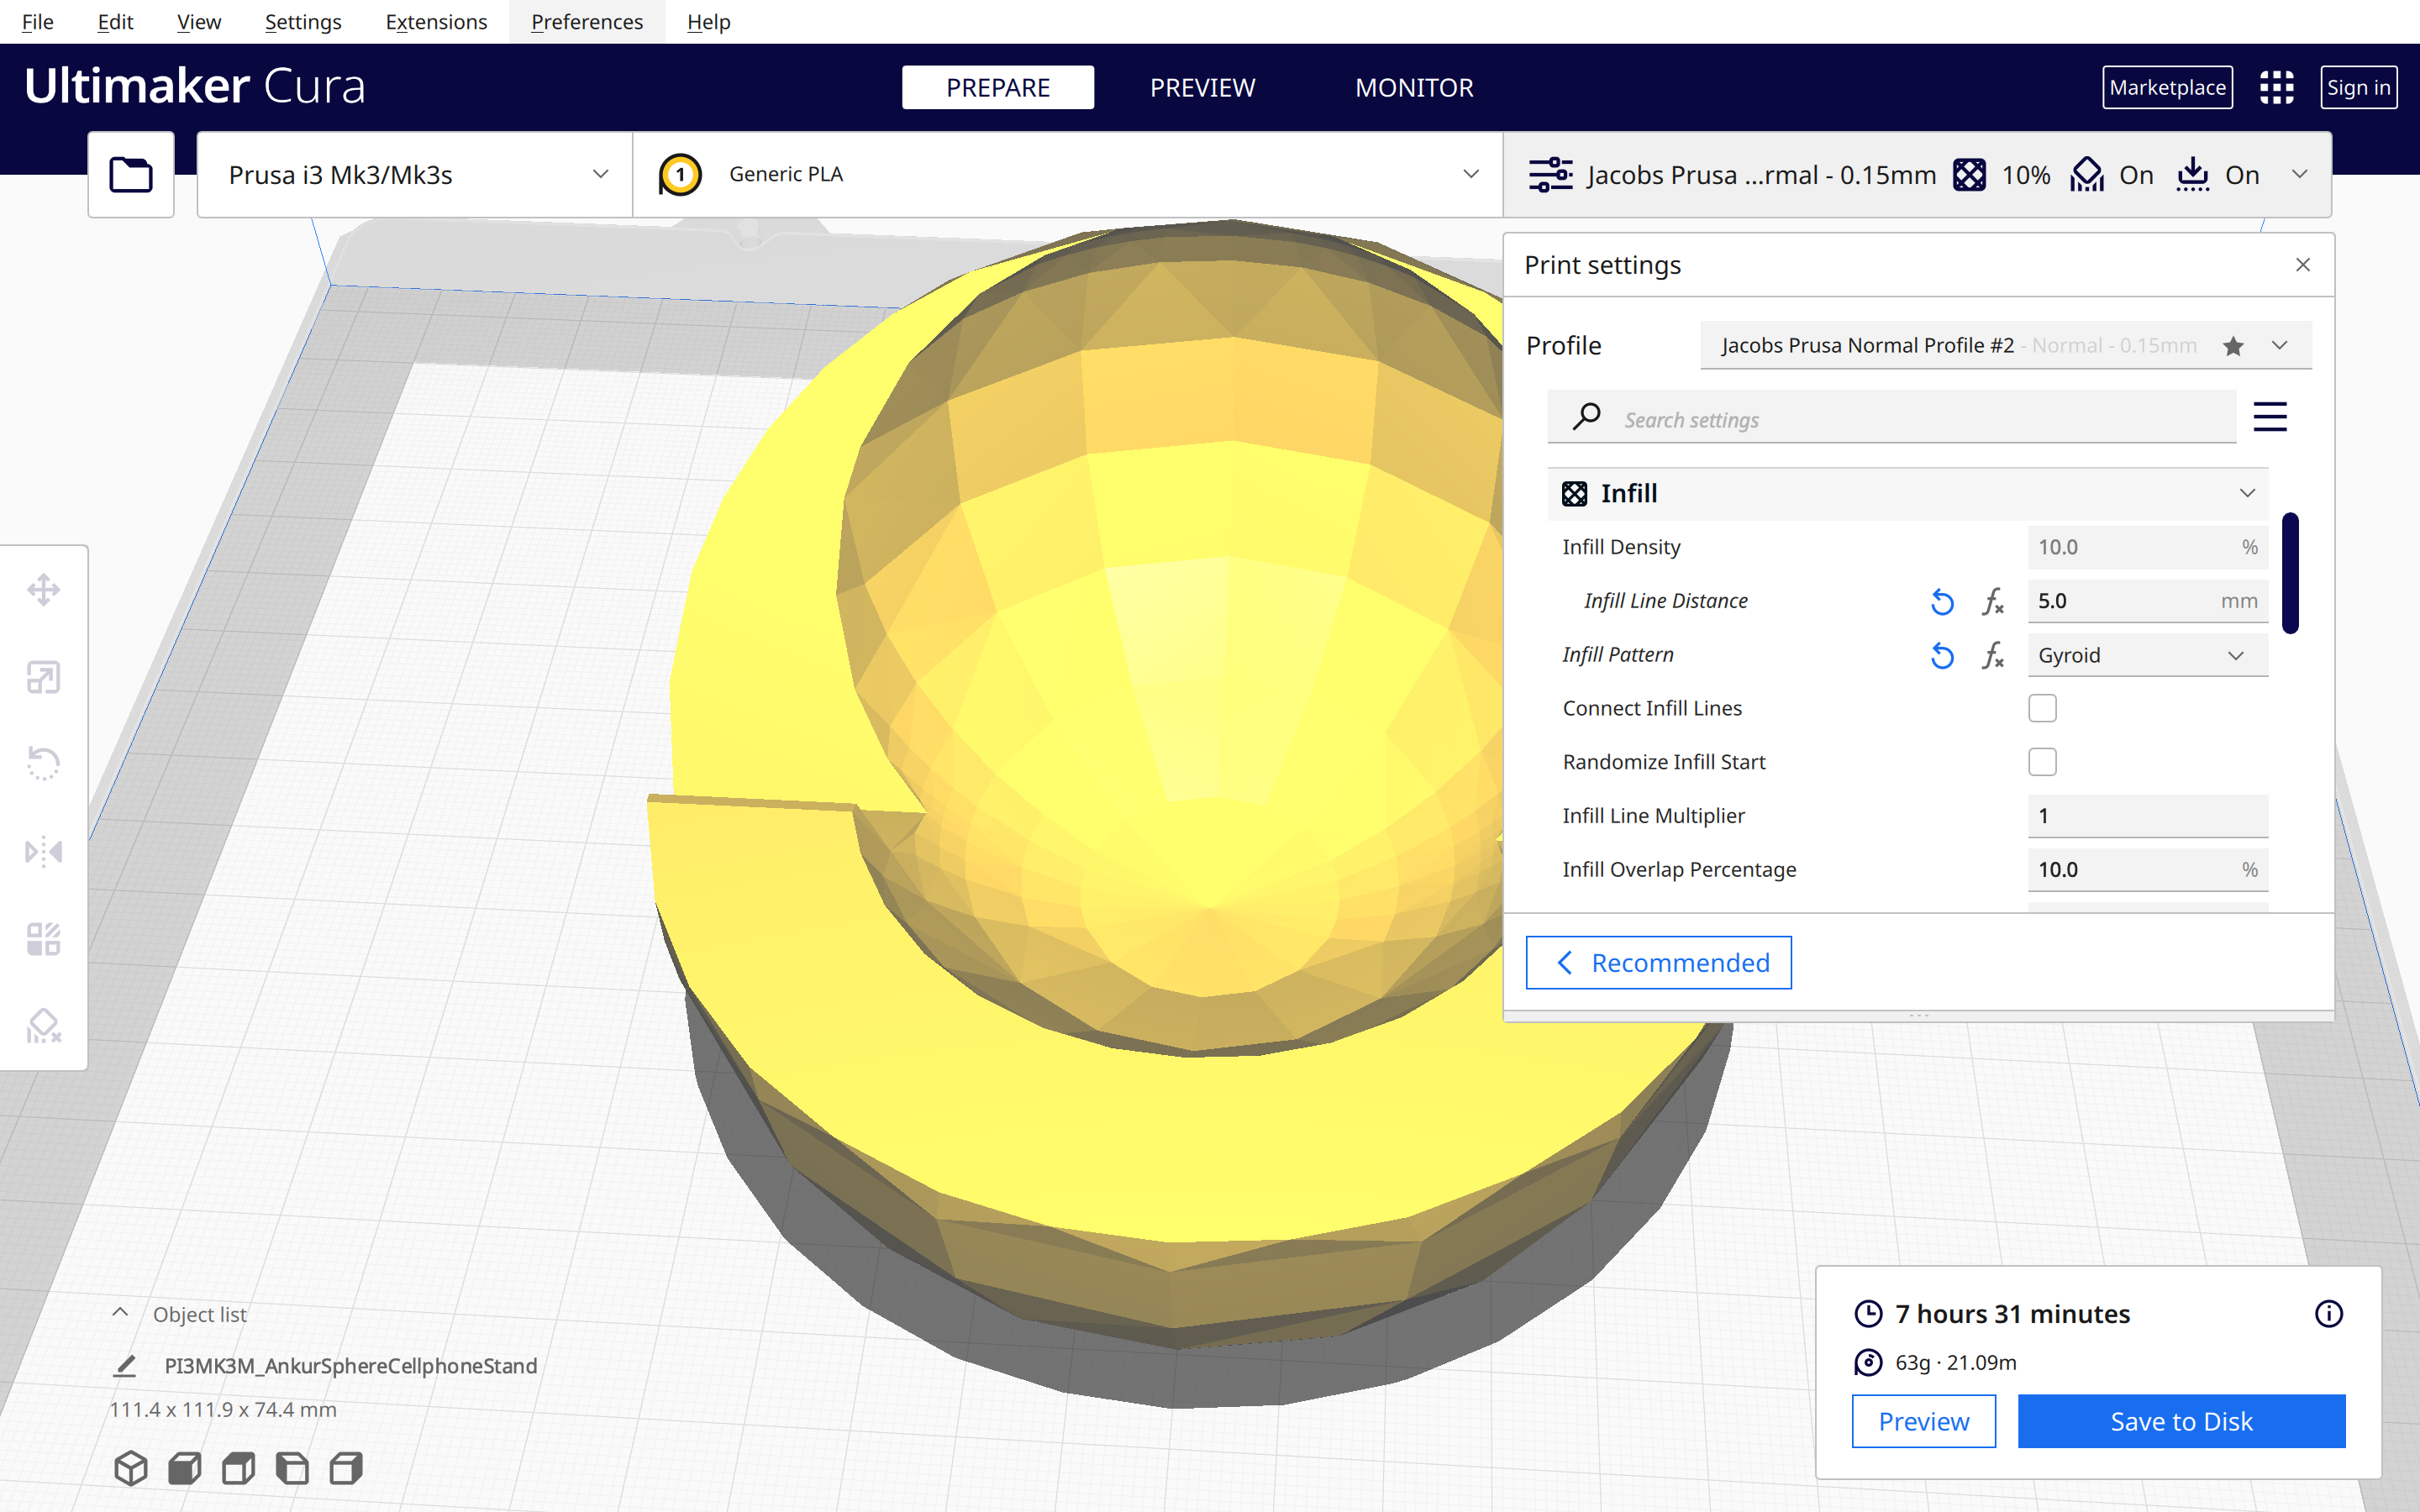 File Edit View Settings Extensions Preferences Help
Ultimaker Cura PREPARE PREVIEW MONITOR Marketplace Sign in
Prusa i3 Mk3/Mk3s 1 Generic PLA Jacobs Prusa ...rmal - 0.15mm 10% On On
Print settings
Profile Jacobs Prusa Normal Profile #2 - Normal - 0.15mm
Search settings
Infill
Infill Density 10.0 %
Infill Line Distance fx 5.0 mm
Infill Pattern fx Gyroid
Connect Infill Lines
Randomize Infill Start
Infill Line Multiplier 1
Infill Overlap Percentage 10.0 %
Recommended
Object list
PI3MK3M_AnkurSphereCellphoneStand
111.4 x 111.9 x 74.4 mm
7 hours 31 minutes
63g · 21.09m
Preview Save to Disk